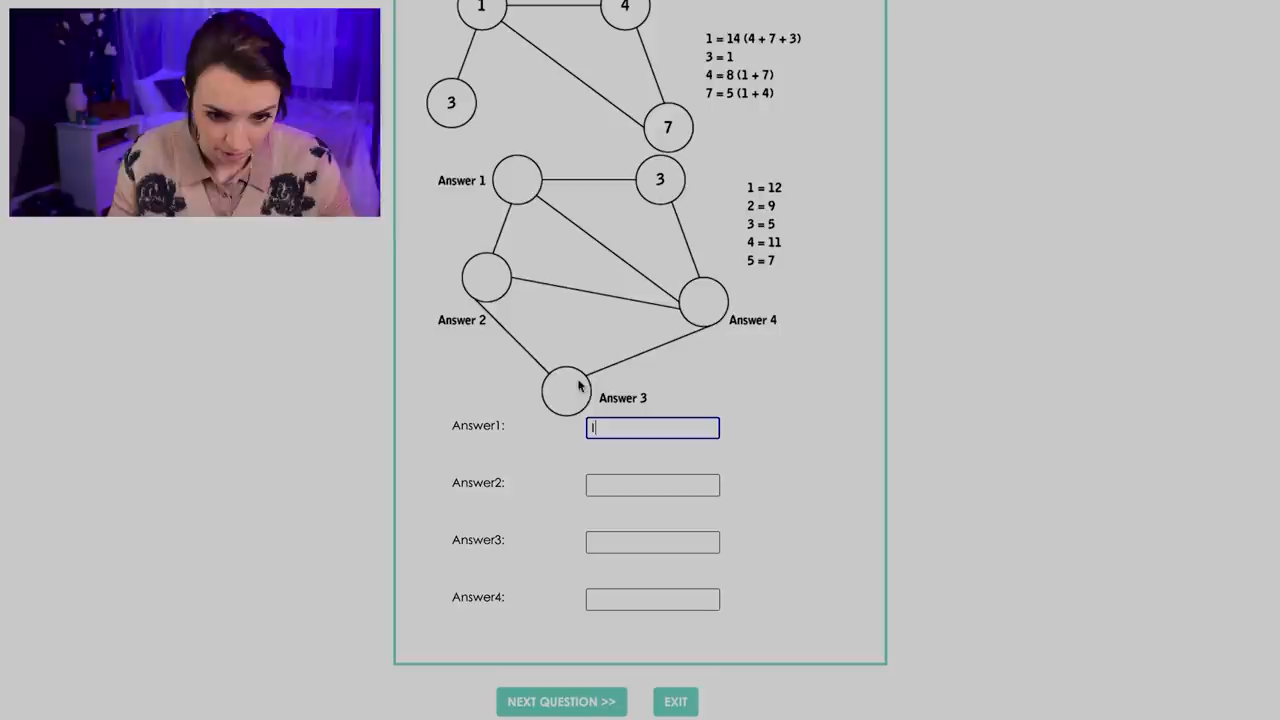 1
4
1 = 14 (4 + 7 + 3)
3 = 1
4 = 8 (1 + 7)
7 = 5 (1 + 4)
3
7
Answer 1
3
1 = 12
2 = 9
3 = 5
4 = 11
5 = 7
Answer 2
Answer 4
Answer 3
Answer1:
Answer2:
Answer3:
Answer4:
NEXT QUESTION >>
EXIT